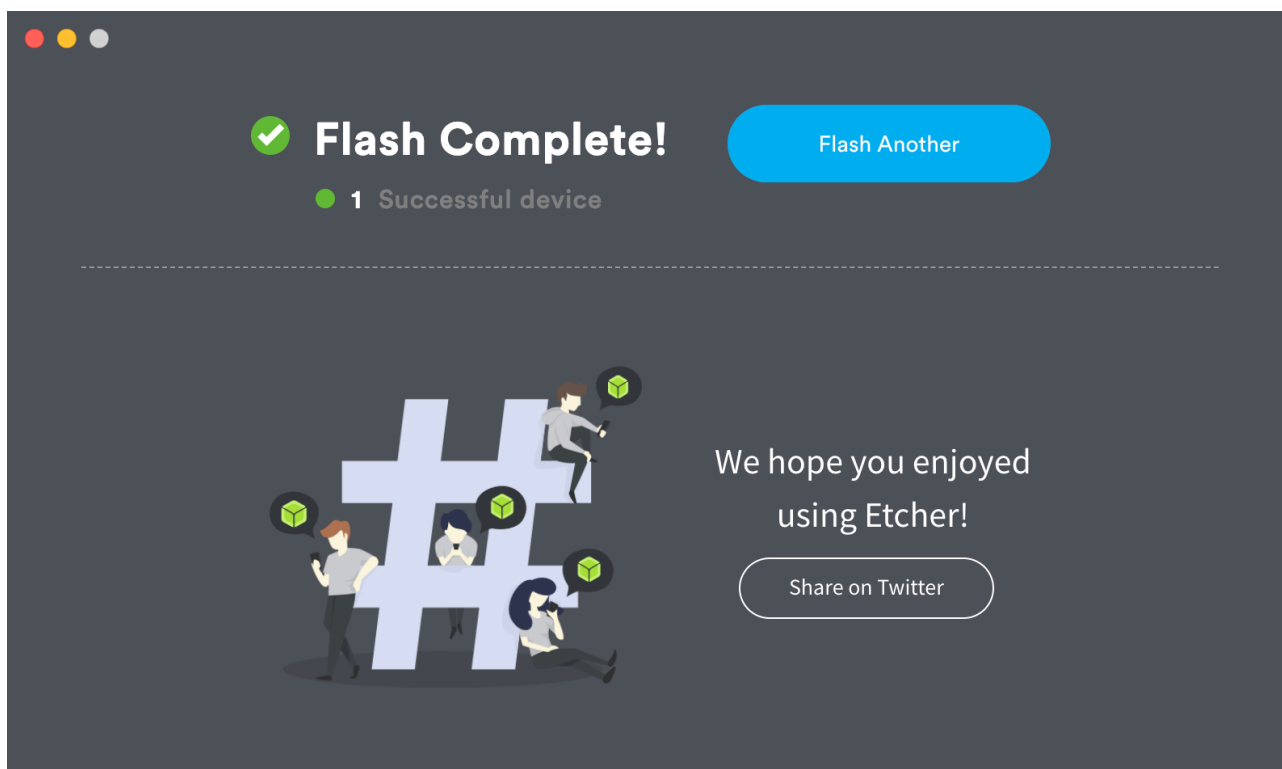 Flash Complete!
Flash Another
1 Successful device
We hope you enjoyed
using Etcher!
Share on Twitter